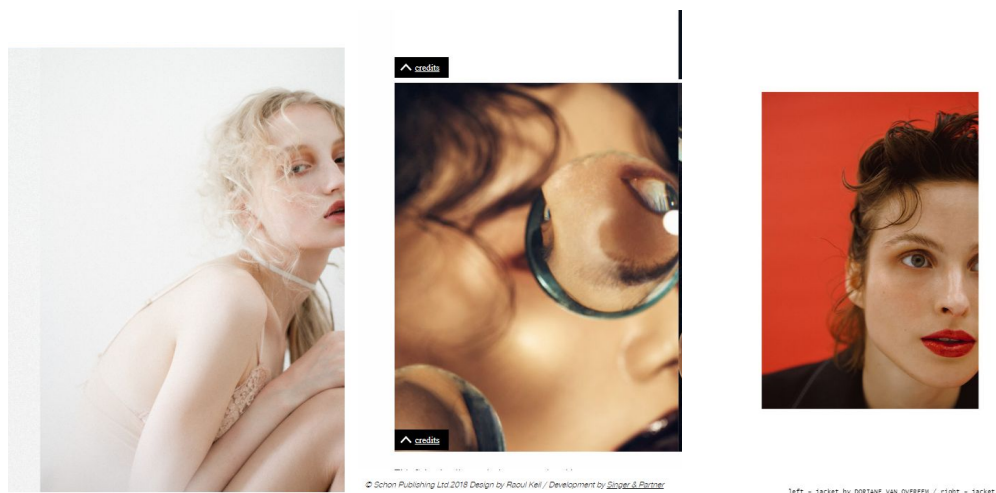 credits
credits
© Schon Publishing Ltd.2018 Design by Raoul Keil / Development by Singer & Partner
left - jacket by DORIANE VAN OVEREEM / right - jacket